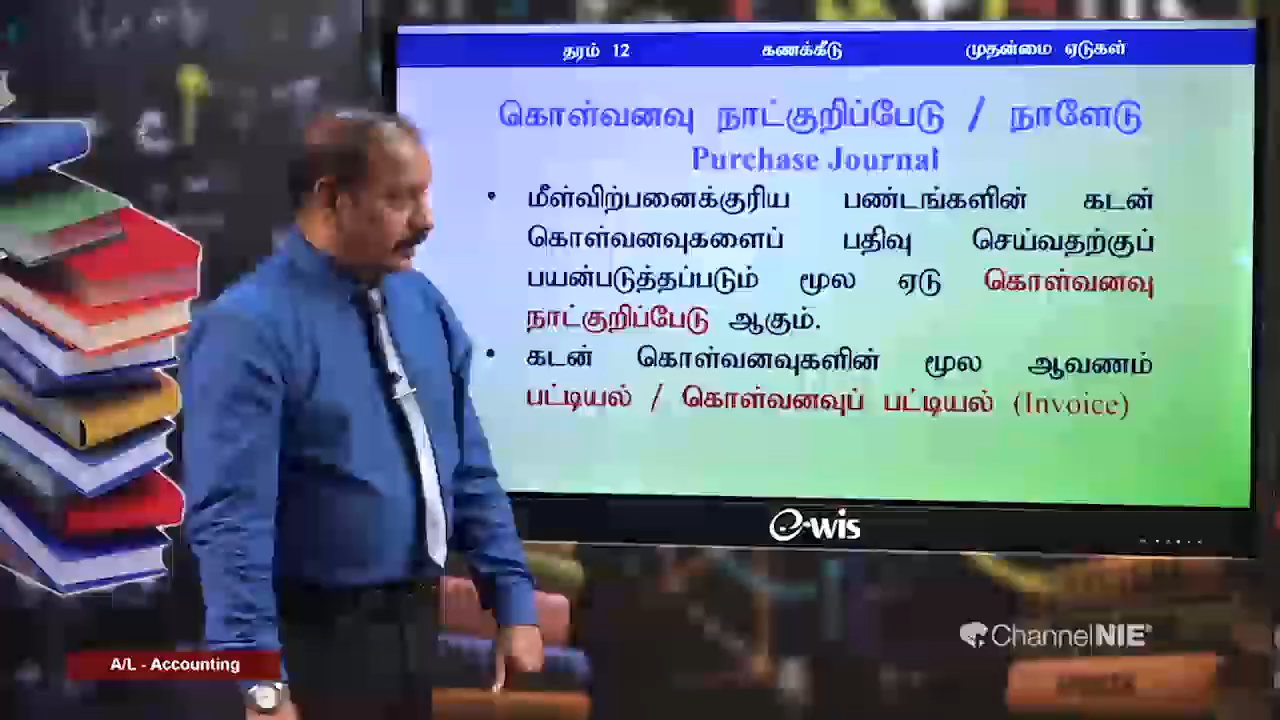 தரம் 12 கணக்கீடு முதன்மை ஏடுகள்
கொள்வனவு நாட்குறிப்பேடு / நாளேடு
Purchase Journal
• மீள்விற்பனைக்குரிய பண்டங்களின் கடன்
கொள்வனவுகளைப் பதிவு செய்வதற்குப்
பயன்படுத்தப்படும் மூல ஏடு கொள்வனவு
நாட்குறிப்பேடு ஆகும்.
• கடன் கொள்வனவுகளின் மூல ஆவணம்
பட்டியல் / கொள்வனவுப் பட்டியல் (Invoice)
e-wis
ChannelNIE
A/L - Accounting